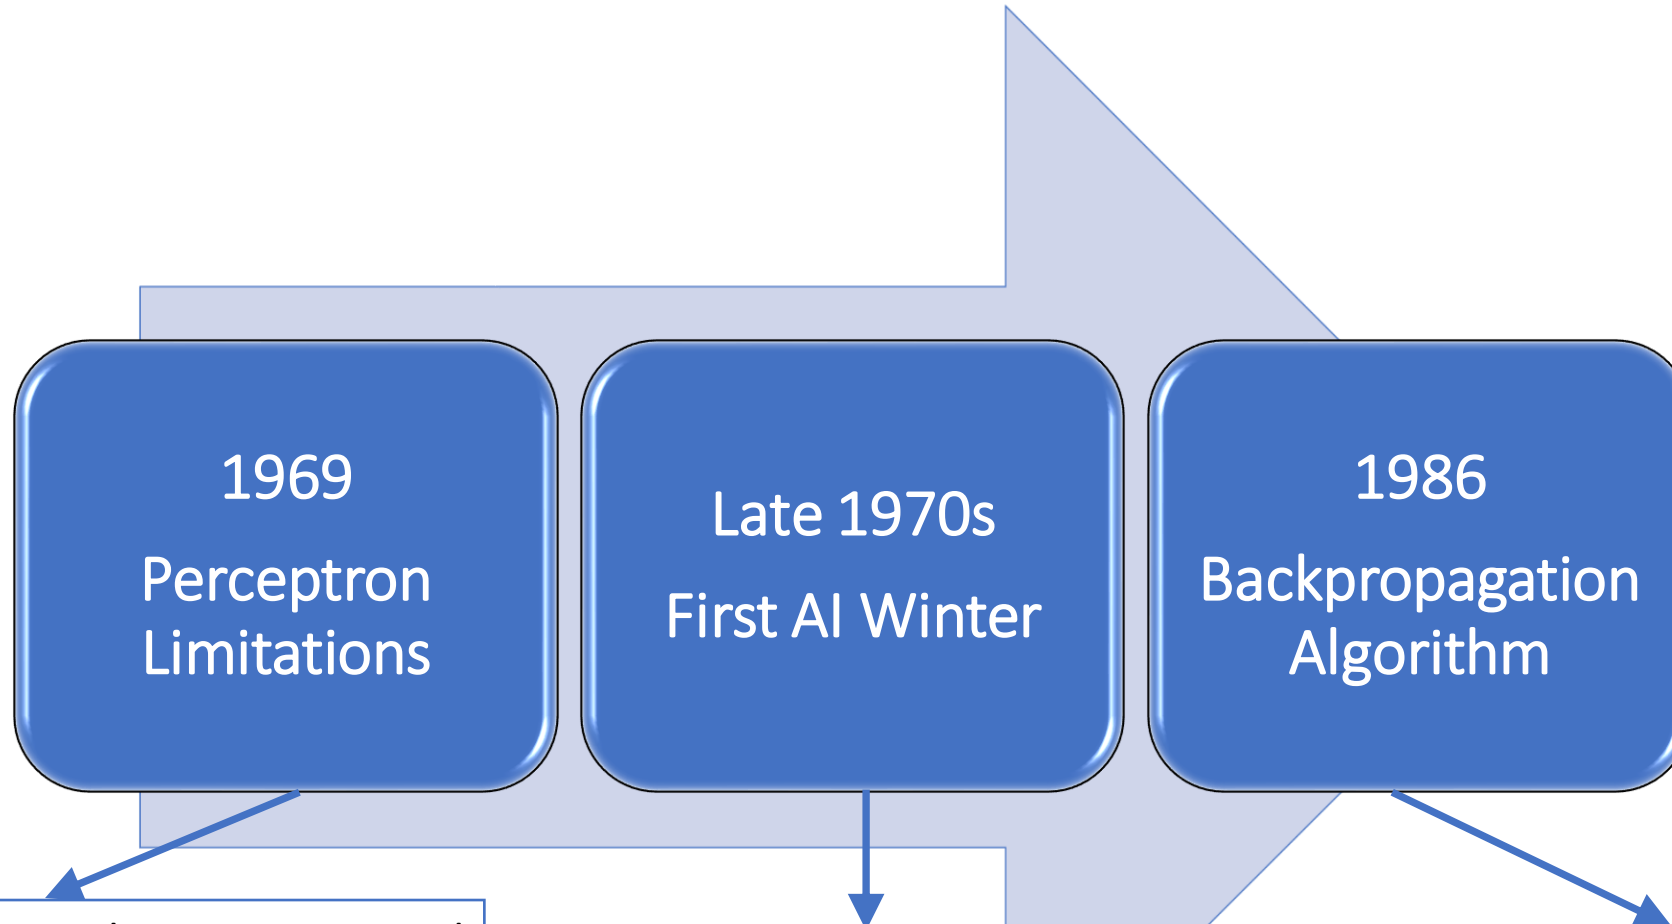 1969
Perceptron
Limitations
Late 1970s
First AI Winter
1986
Backpropagation
Algorithm